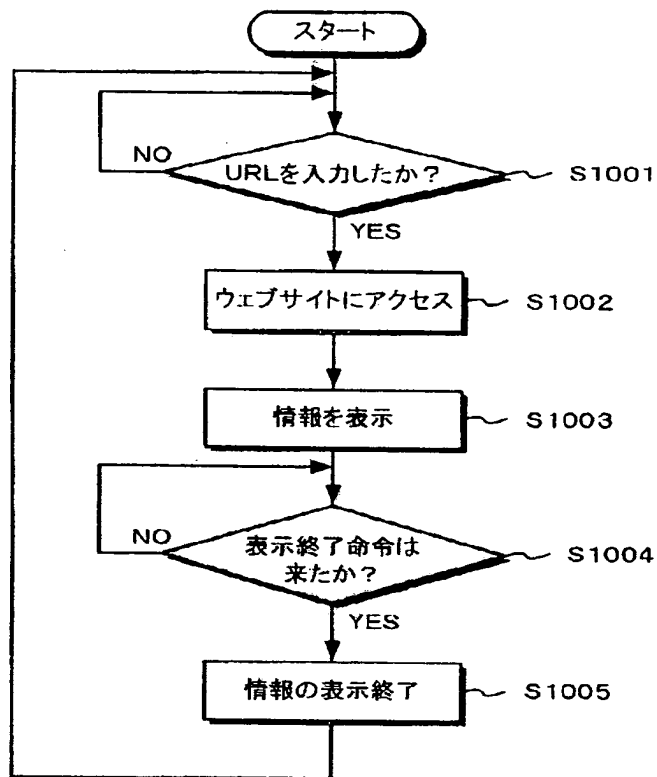 スタート
NO
URLを入力したか？
S1001
YES
ウェブサイトにアクセス
S1002
情報を表示
S1003
NO
表示終了命令は
来たか？
S1004
YES
情報の表示終了
S1005